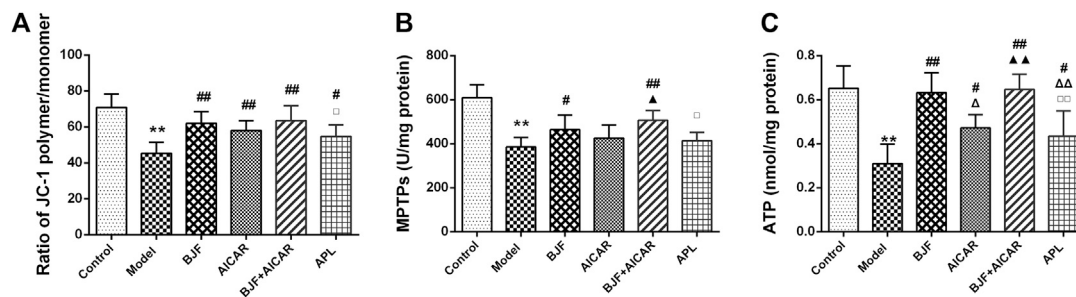 A
Ratio of JC-1 polymer/monomer
100
80
60
40
20
0
**
##
##
##
#
□
Control
Model
BJF
AICAR
BJF+AICAR
APL
B
MPTPs (U/mg protein)
800
600
400
200
0
**
#
##
▲
□
Control
Model
BJF
AICAR
BJF+AICAR
APL
C
ATP (nmol/mg protein)
0.8
0.6
0.4
0.2
0.0
**
##
#
Δ
##
▲▲
#
ΔΔ
□□
Control
Model
BJF
AICAR
BJF+AICAR
APL